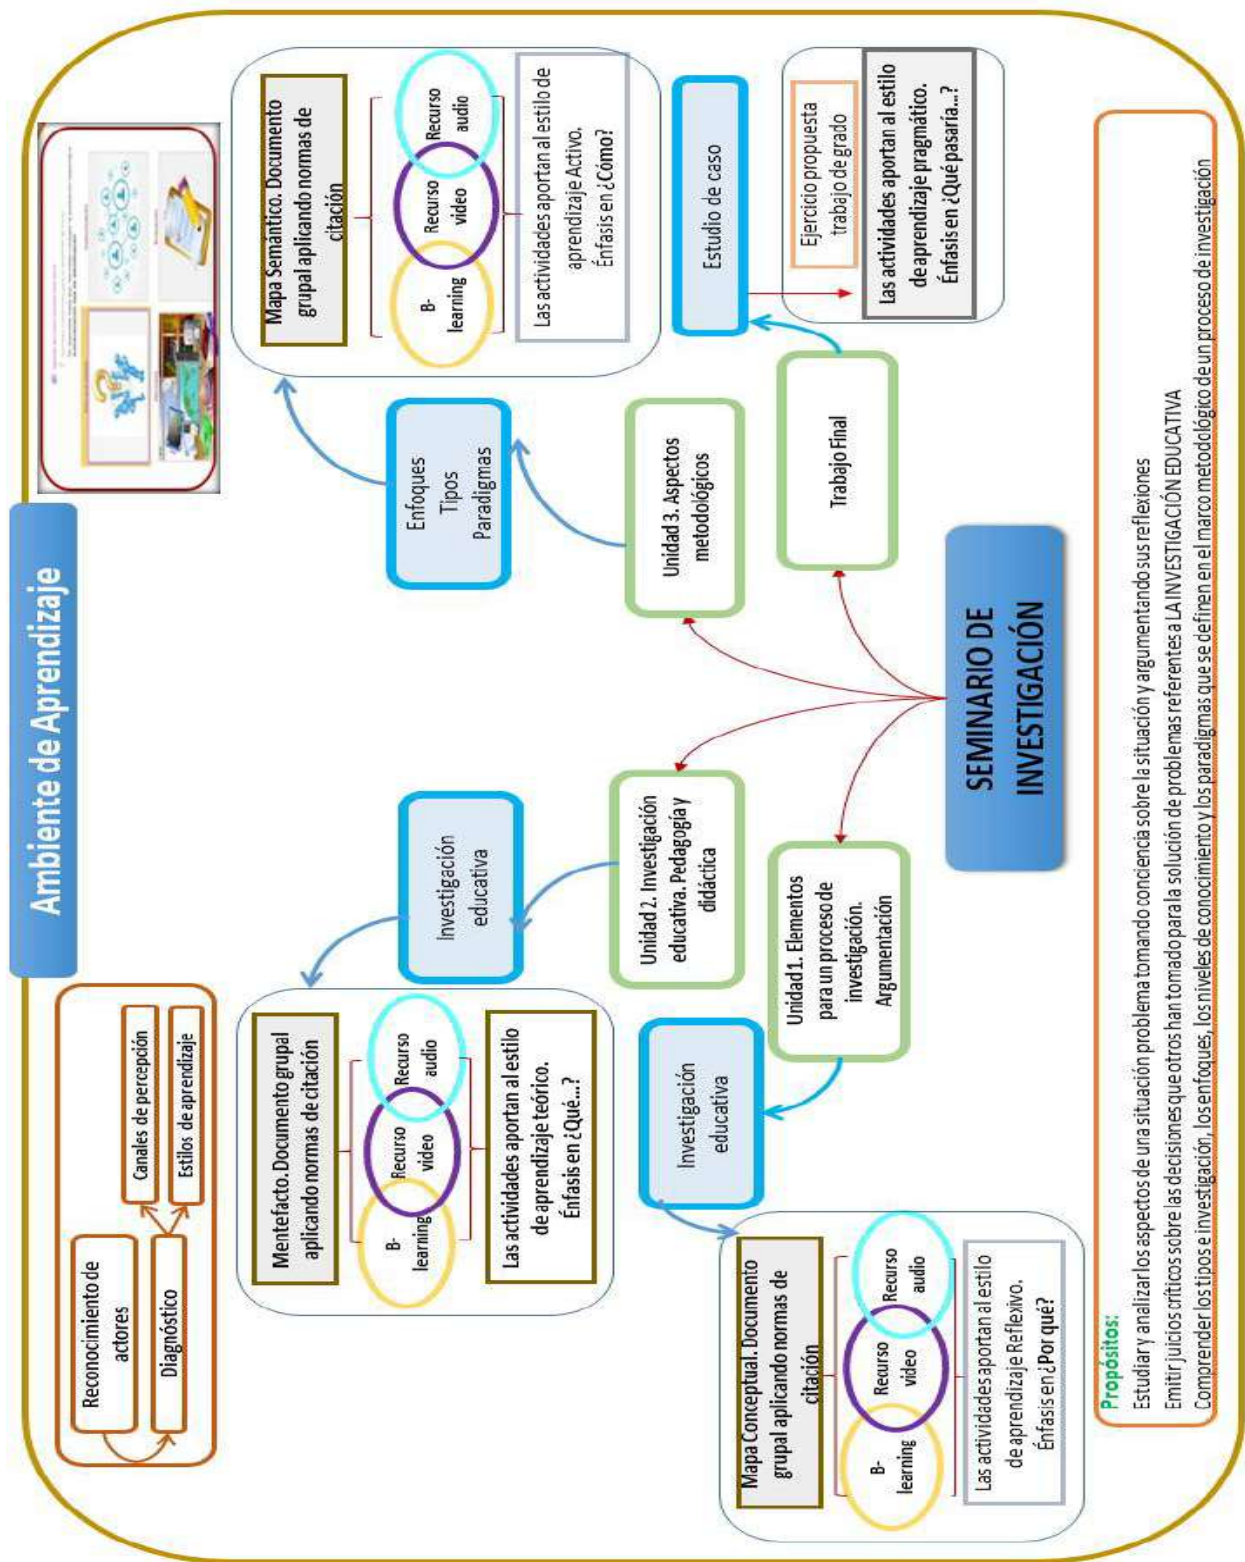 Ambiente de Aprendizaje
Reconocimiento de
actores
Diagnóstico
Canales de percepción
Estilos de aprendizaje
Mentefacto. Documento grupal
aplicando normas de citación
B-
learning
Recurso
video
Recurso
audio
Las actividades aportan al estilo
de aprendizaje teórico.
Énfasis en ¿Qué...?
Investigación
educativa
Unidad 2. Investigación
educativa. Pedagogía y
didáctica
Mapa Semántico. Documento
grupal aplicando normas de
citación
B-
learning
Recurso
video
Recurso
audio
Las actividades aportan al estilo de
aprendizaje Activo.
Énfasis en ¿Cómo?
Enfoques
Tipos
Paradigmas
Unidad 3. Aspectos
metodológicos
Mapa Conceptual. Documento
grupal aplicando normas de
citación
B-
learning
Recurso
video
Recurso
audio
Las actividades aportan al estilo
de aprendizaje Reflexivo.
Énfasis en ¿Por qué?
Investigación
educativa
Unidad 1. Elementos
para un proceso de
investigación.
Argumentación
Estudio de caso
Trabajo Final
Ejercicio propuesta
trabajo de grado
Las actividades aportan al estilo
de aprendizaje pragmático.
Énfasis en ¿Qué pasaría...?
SEMINARIO DE
INVESTIGACIÓN
Propósitos:
Estudiar y analizar los aspectos de una situación problema tomando conciencia sobre la situación y argumentando sus reflexiones
Emitir juicios críticos sobre las decisiones que otros han tomado para la solución de problemas referentes a LA INVESTIGACIÓN EDUCATIVA
Comprender los tipos e investigación, los enfoques, los niveles de conocimiento y los paradigmas que se definen en el marco metodológico de un proceso de investigación